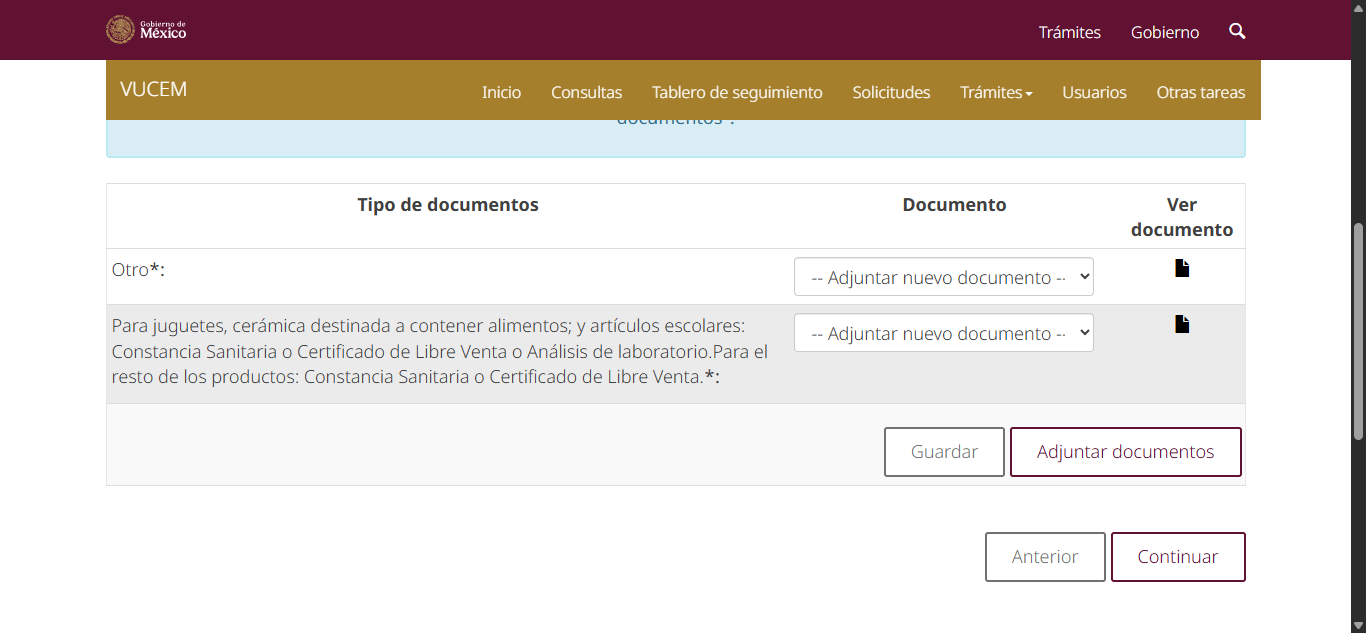 Gobierno de
México
Trámites
Gobierno
VUCEM
Inicio
Consultas
Tablero de seguimiento
Solicitudes
Trámites
Usuarios
Otras tareas
documentos".
Tipo de documentos
Documento
Ver
documento
Otro*:
-- Adjuntar nuevo documento --
Para juguetes, cerámica destinada a contener alimentos; y artículos escolares:
Constancia Sanitaria o Certificado de Libre Venta o Análisis de laboratorio.Para el
resto de los productos: Constancia Sanitaria o Certificado de Libre Venta.*:
-- Adjuntar nuevo documento --
Guardar
Adjuntar documentos
Anterior
Continuar